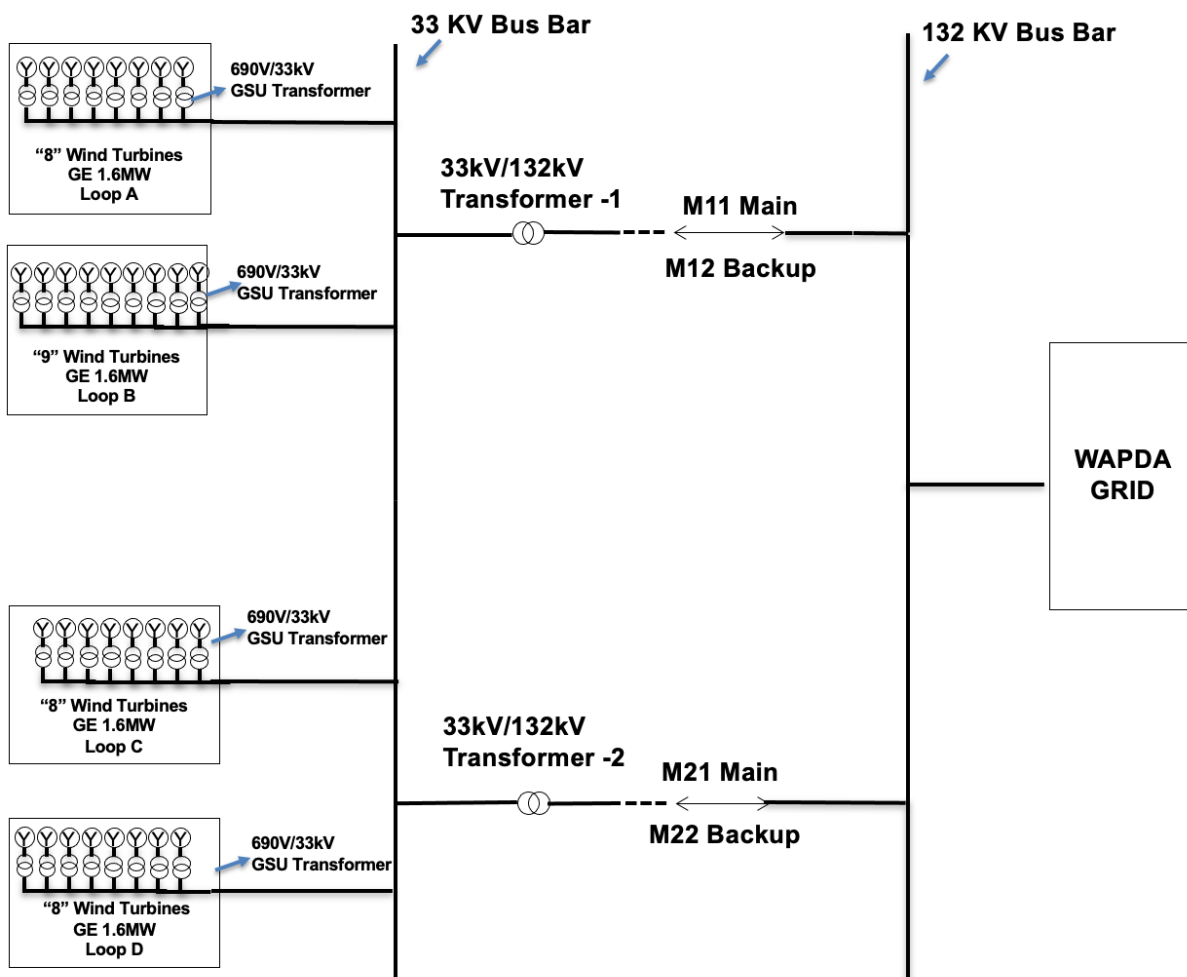 33 KV Bus Bar
132 KV Bus Bar
690V/33kV
GSU Transformer
“8” Wind Turbines
GE 1.6MW
Loop A
33kV/132kV
Transformer -1
M11 Main
M12 Backup
690V/33kV
GSU Transformer
“9” Wind Turbines
GE 1.6MW
Loop B
WAPDA
GRID
690V/33kV
GSU Transformer
“8” Wind Turbines
GE 1.6MW
Loop C
33kV/132kV
Transformer -2
M21 Main
M22 Backup
690V/33kV
GSU Transformer
“8” Wind Turbines
GE 1.6MW
Loop D